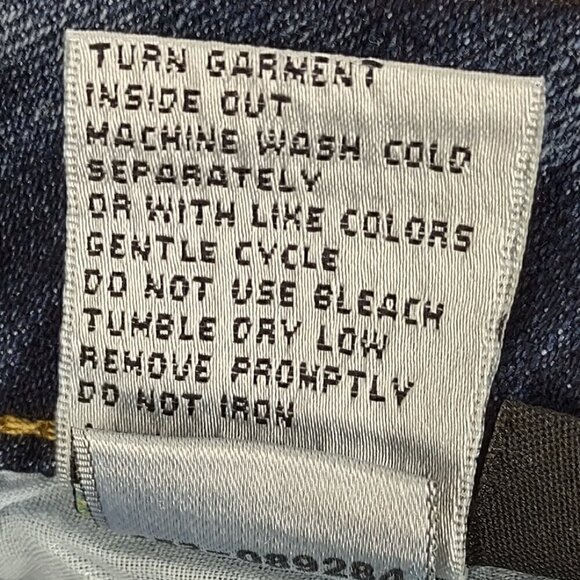 TURN GARMENT
INSIDE OUT
MACHINE WASH COLD
SEPARATELY
OR WITH LIKE COLORS
GENTLE CYCLE
DO NOT USE BLEACH
TUMBLE DRY LOW
REMOVE PROMPTLY
DO NOT IRON